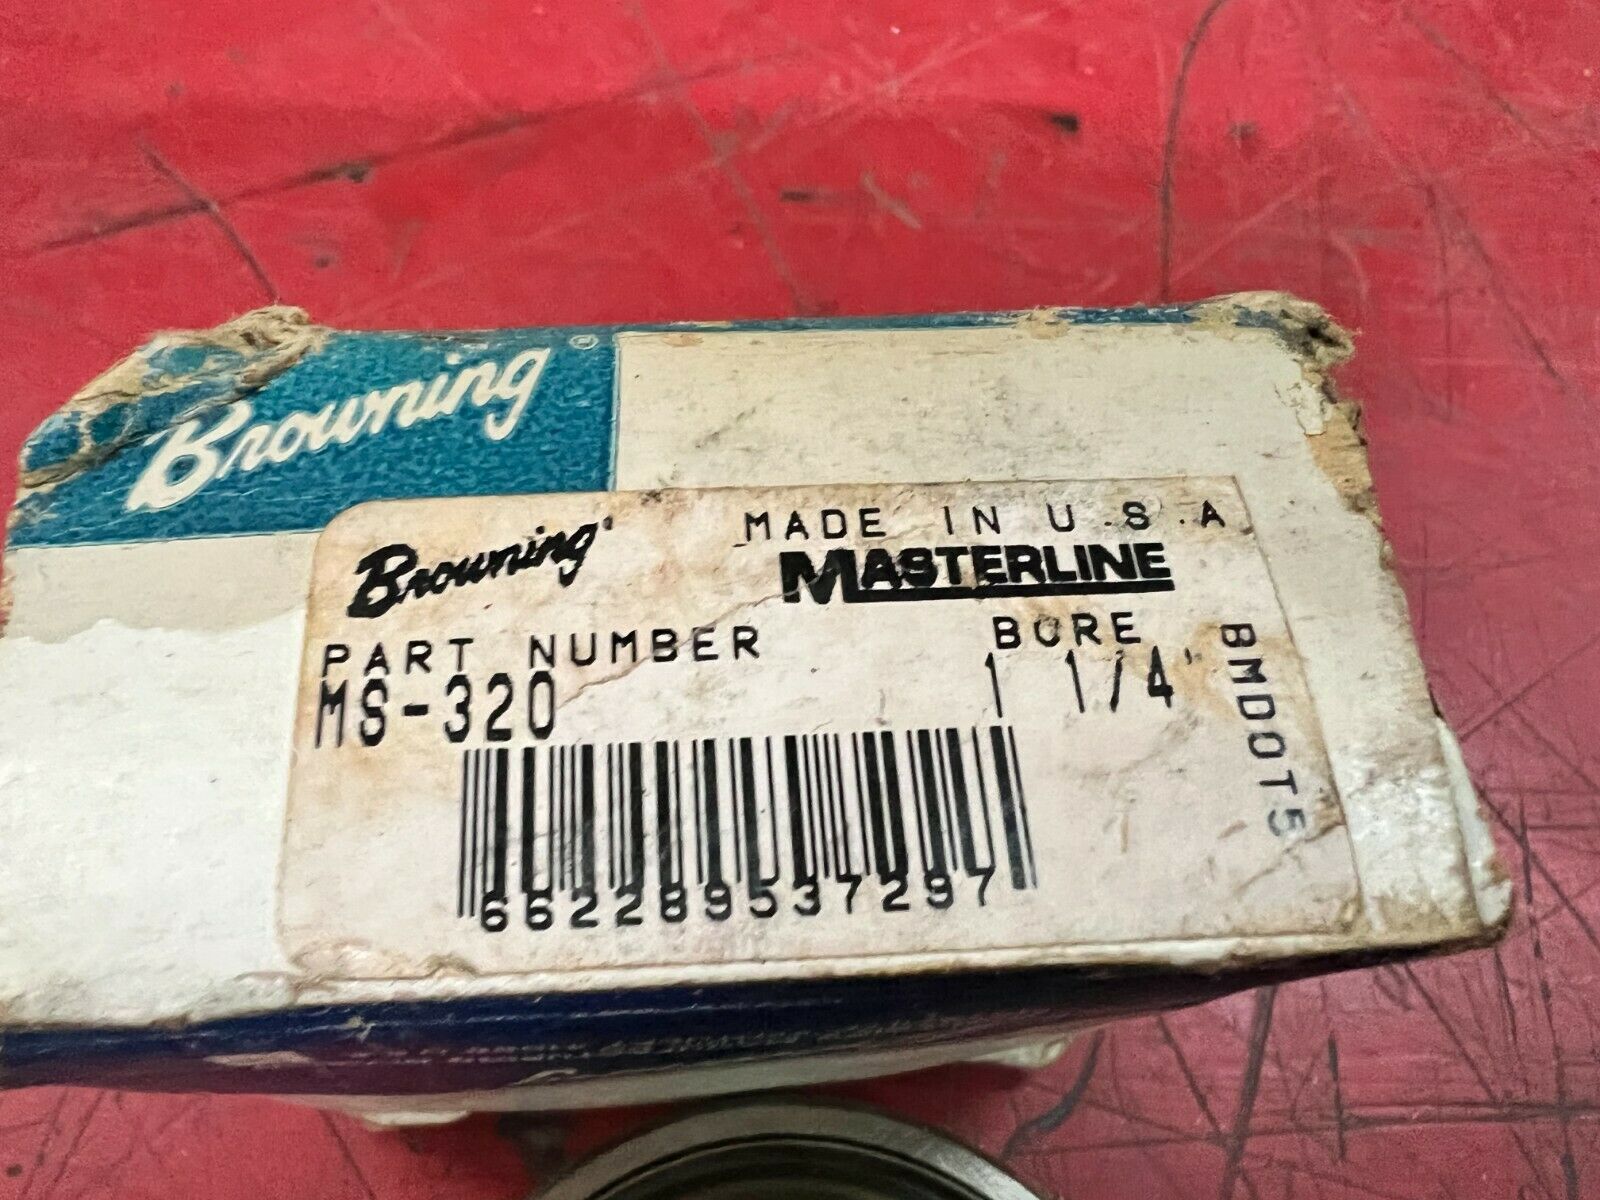 Browning®
Browning
MADE IN U.S.A
MASTERLINE
PART NUMBER
BORE
MS-320
1 1/4"
BMDOT5
662289537297